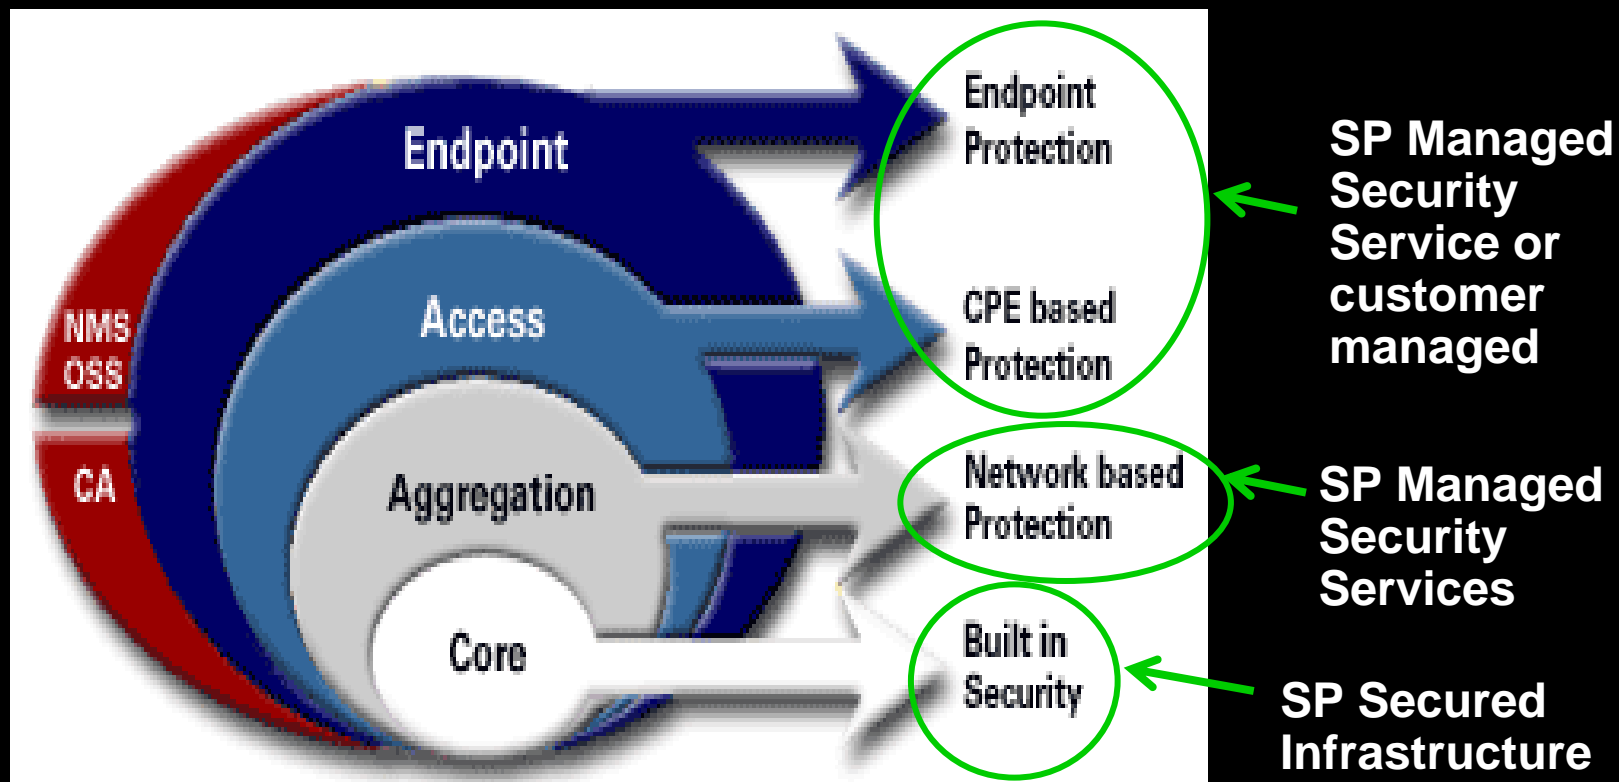 Endpoint
Access
Aggregation
Core
NMS
OSS
CA
Endpoint
Protection
CPE based
Protection
Network based
Protection
Built in
Security
SP Managed
Security
Service or
customer
managed
SP Managed
Security
Services
SP Secured
Infrastructure